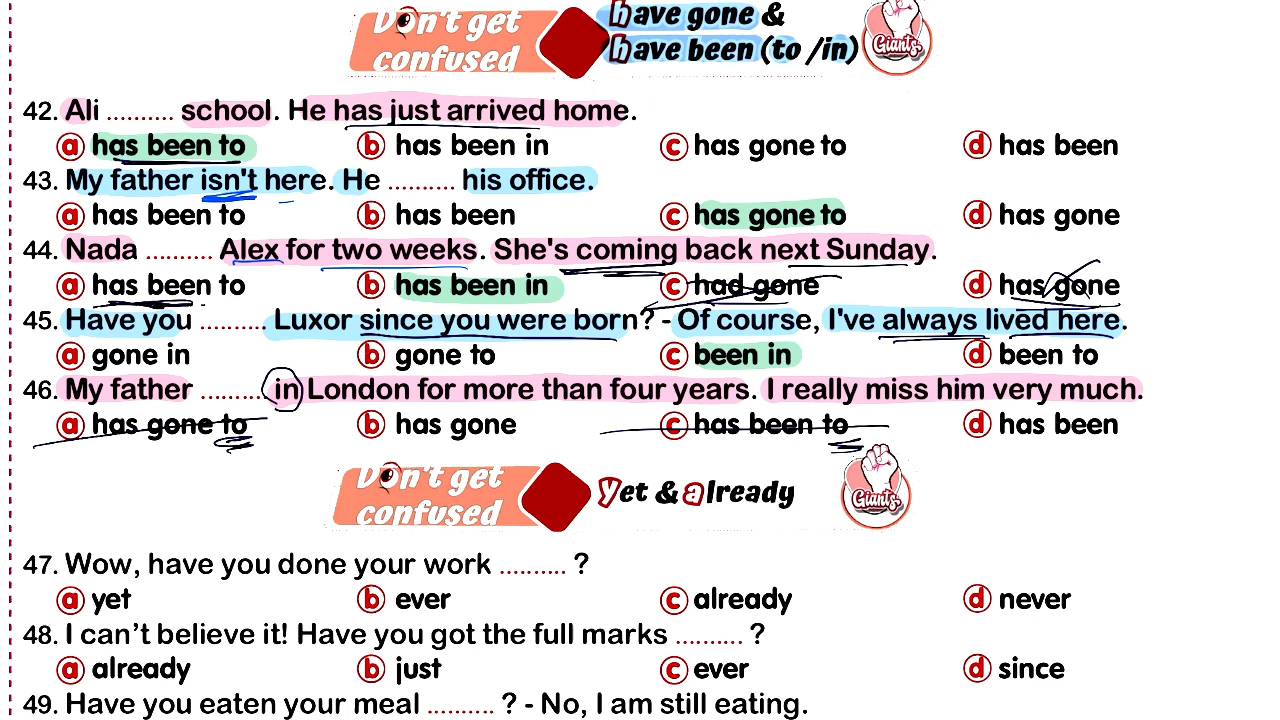 Don't get have gone &
confused have been (to /in) Giants
42. Ali .......... school. He has just arrived home.
a has been to b has been in c has gone to d has been
43. My father isn't here. He .......... his office.
a has been to b has been c has gone to d has gone
44. Nada .......... Alex for two weeks. She's coming back next Sunday.
a has been to b has been in c had gone d has gone
45. Have you .......... Luxor since you were born? - Of course, I've always lived here.
a gone in b gone to c been in d been to
46. My father ......... in London for more than four years. I really miss him very much.
a has gone to b has gone c has been to d has been
Don't get
confused Yet & already Giants
47. Wow, have you done your work .......... ?
a yet b ever c already d never
48. I can't believe it! Have you got the full marks .......... ?
a already b just c ever d since
49. Have you eaten your meal .......... ? - No, I am still eating.